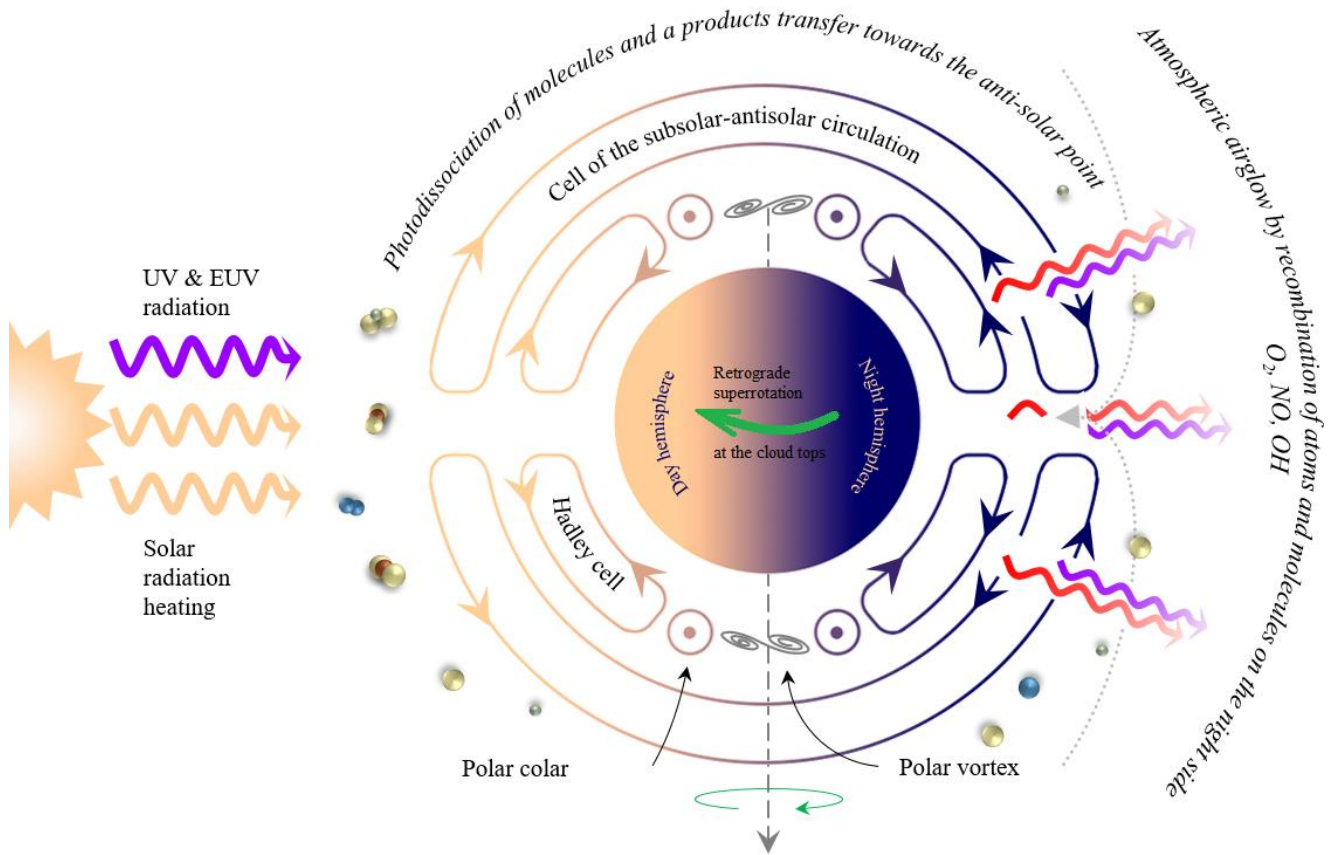 Photodissociation of molecules and a products transfer towards the anti-solar point
Atmospheric airglow by recombination of atoms and molecules on the night side
O2, NO, OH
Cell of the subsolar-antisolar circulation
UV & EUV
radiation
Solar
radiation
heating
Day hemisphere
Retrograde
superrotation
at the cloud tops
Night hemisphere
Hadley cell
Polar colar
Polar vortex